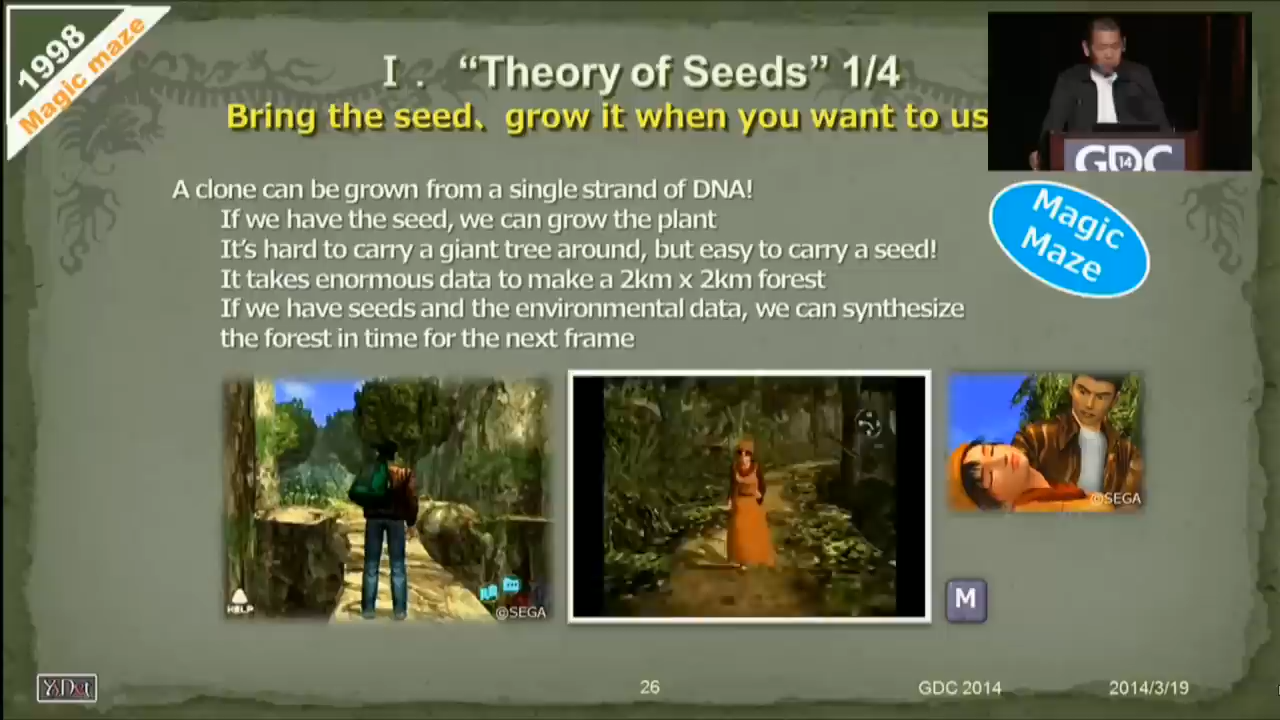 1998
Magic maze
I. “Theory of Seeds” 1/4
Bring the seed、grow it when you want to us
GDC 14
A clone can be grown from a single strand of DNA!
If we have the seed, we can grow the plant
It’s hard to carry a giant tree around, but easy to carry a seed!
It takes enormous data to make a 2km x 2km forest
If we have seeds and the environmental data, we can synthesize
the forest in time for the next frame
Magic
Maze
HELP
©SEGA
©SEGA
M
YSNet
26
GDC 2014
2014/3/19